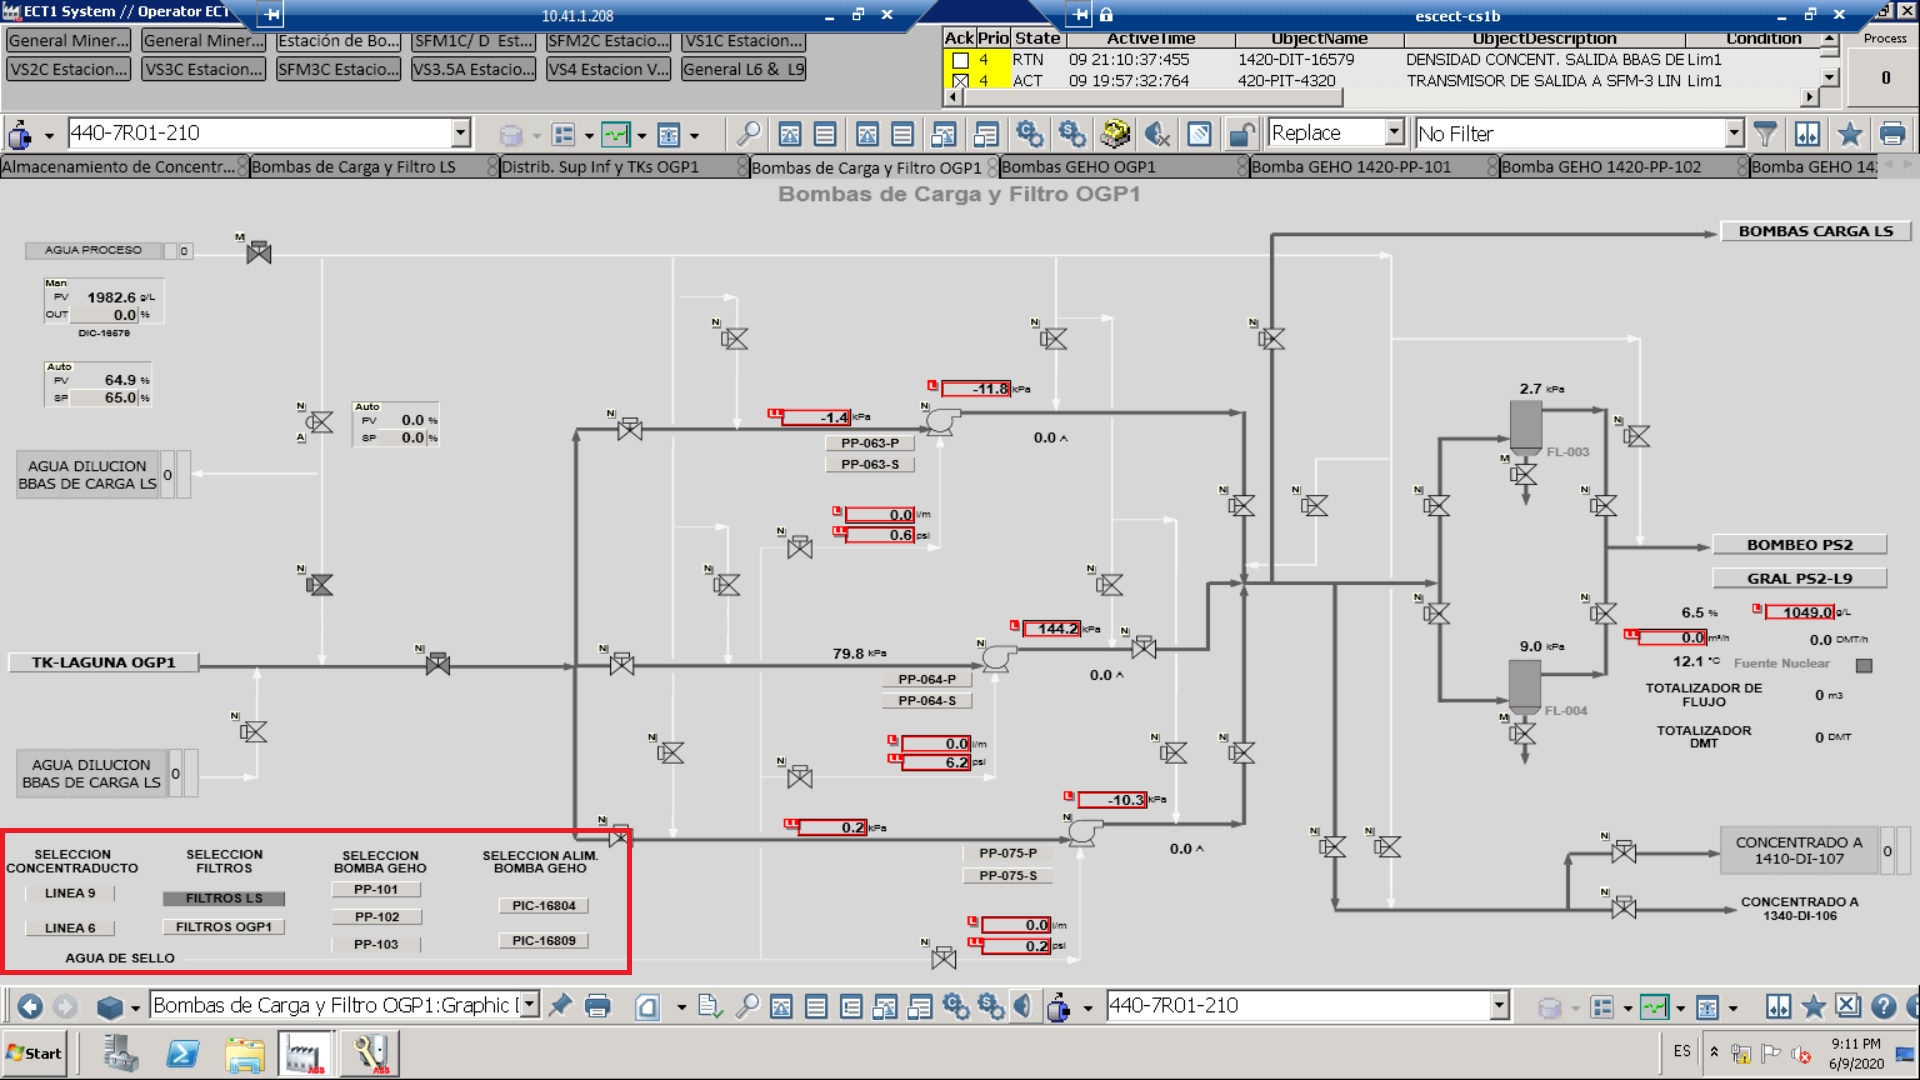 ECT1 System // Operator ECT
10.41.1.208
escect-cs1b
General Miner...
General Miner...
Estación de Bo...
SFM1C/ D Est...
SFM2C Estacio...
VS1C Estacion...
VS2C Estacion...
VS3C Estacion...
SFM3C Estacio...
VS3.5A Estacio...
VS4 Estacion V...
General L6 & L9
Ack Prio State ActiveTime ObjectName ObjectDescription Condition
4 RTN 09 21:10:37:455 1420-DIT-16579 DENSIDAD CONCENT. SALIDA BBAS DE Lim1
4 ACT 09 19:57:32:764 420-PIT-4320 TRANSMISOR DE SALIDA A SFM-3 LIN Lim1
Process
0
440-7R01-210
Replace
No Filter
Almacenamiento de Concentr...
Bombas de Carga y Filtro LS
Distrib. Sup Inf y TKs OGP1
Bombas de Carga y Filtro OGP1
Bombas GEHO OGP1
Bomba GEHO 1420-PP-101
Bomba GEHO 1420-PP-102
Bomba GEHO 14
Bombas de Carga y Filtro OGP1
AGUA PROCESO 0
M
BOMBAS CARGA LS
Man
PV 1982.6 g/L
OUT 0.0 %
DIC-16579
Auto
PV 64.9 %
SP 65.0 %
N
A
Auto
PV 0.0 %
SP 0.0 %
AGUA DILUCION
BBAS DE CARGA LS
0
N
N
N
N
-1.4 kPa
-11.8 kPa
N
PP-063-P
PP-063-S
0.0 A
0.0 l/m
0.6 psi
N
N
N
N
N
N
2.7 kPa
FL-003
M
N
N
N
BOMBEO PS2
GRAL PS2-L9
6.5 %
1049.0 g/L
0.0 m³/h
0.0 DMT/h
12.1 °C
Fuente Nuclear
TOTALIZADOR DE
FLUJO
0 m3
TOTALIZADOR
DMT
0 DMT
9.0 kPa
FL-004
M
N
N
N
TK-LAGUNA OGP1
N
N
79.8 kPa
144.2 kPa
N
N
PP-064-P
PP-064-S
0.0 A
0.0 l/m
6.2 psi
N
N
N
N
N
AGUA DILUCION
BBAS DE CARGA LS
0
N
0.2 kPa
-10.3 kPa
N
PP-075-P
PP-075-S
0.0 A
0.0 l/m
0.2 psi
N
N
N
N
N
CONCENTRADO A
1410-DI-107
0
CONCENTRADO A
1340-DI-106
SELECCION
CONCENTRADUCTO
LINEA 9
LINEA 6
SELECCION
FILTROS
FILTROS LS
FILTROS OGP1
SELECCION
BOMBA GEHO
PP-101
PP-102
PP-103
SELECCION ALIM.
BOMBA GEHO
PIC-16804
PIC-16809
AGUA DE SELLO
Bombas de Carga y Filtro OGP1:Graphic
440-7R01-210
Start
ABB
ABB
ES
9:11 PM
6/9/2020